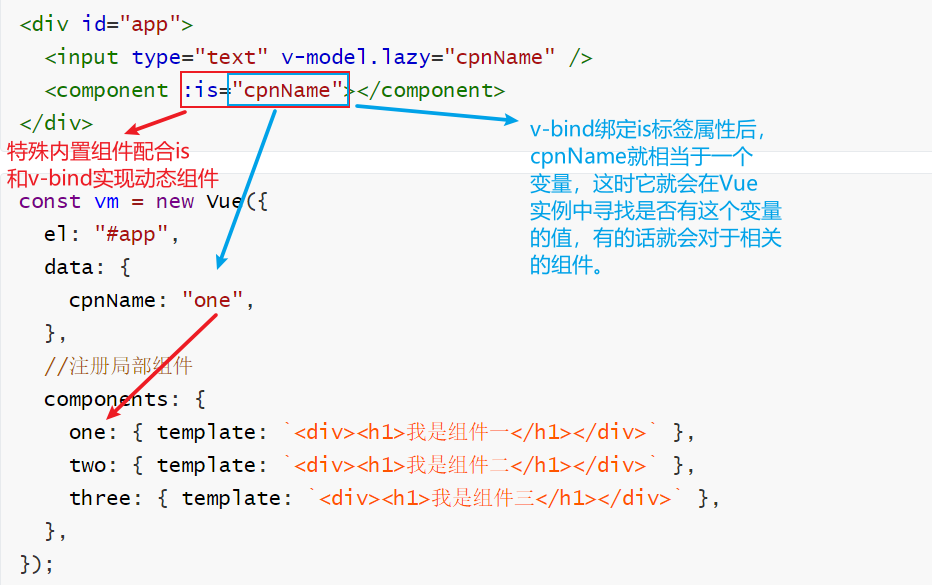 <div id="app">
<input type="text" v-model.lazy="cpnName" />
<component :is="cpnName"></component>
</div>
v-bind绑定is标签属性后，
cpnName就相当于一个
变量，这时它就会在Vue
实例中寻找是否有这个变量
的值，有的话就会对于相关
的组件。
特殊内置组件配合is
和v-bind实现动态组件
const vm = new Vue({
el: "#app",
data: {
cpnName: "one",
},
//注册局部组件
components: {
one: { template: `<div><h1>我是组件一</h1></div>` },
two: { template: `<div><h1>我是组件二</h1></div>` },
three: { template: `<div><h1>我是组件三</h1></div>` },
},
});